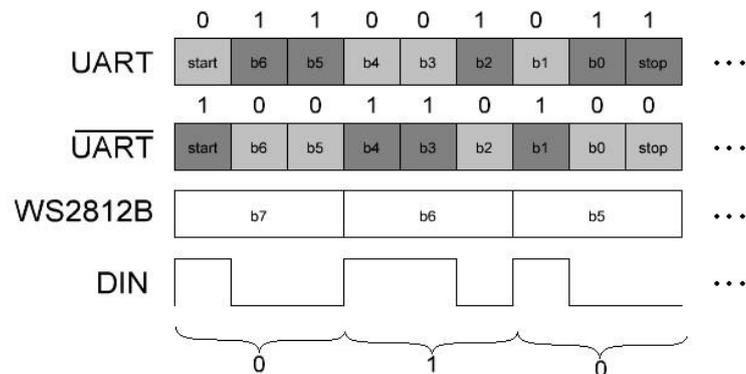 0 1 1 0 0 1 0 1 1
UART start b6 b5 b4 b3 b2 b1 b0 stop ...
1 0 0 1 1 0 1 0 0
UART start b6 b5 b4 b3 b2 b1 b0 stop ...
WS2812B b7 b6 b5 ...
DIN ...
0 1 0